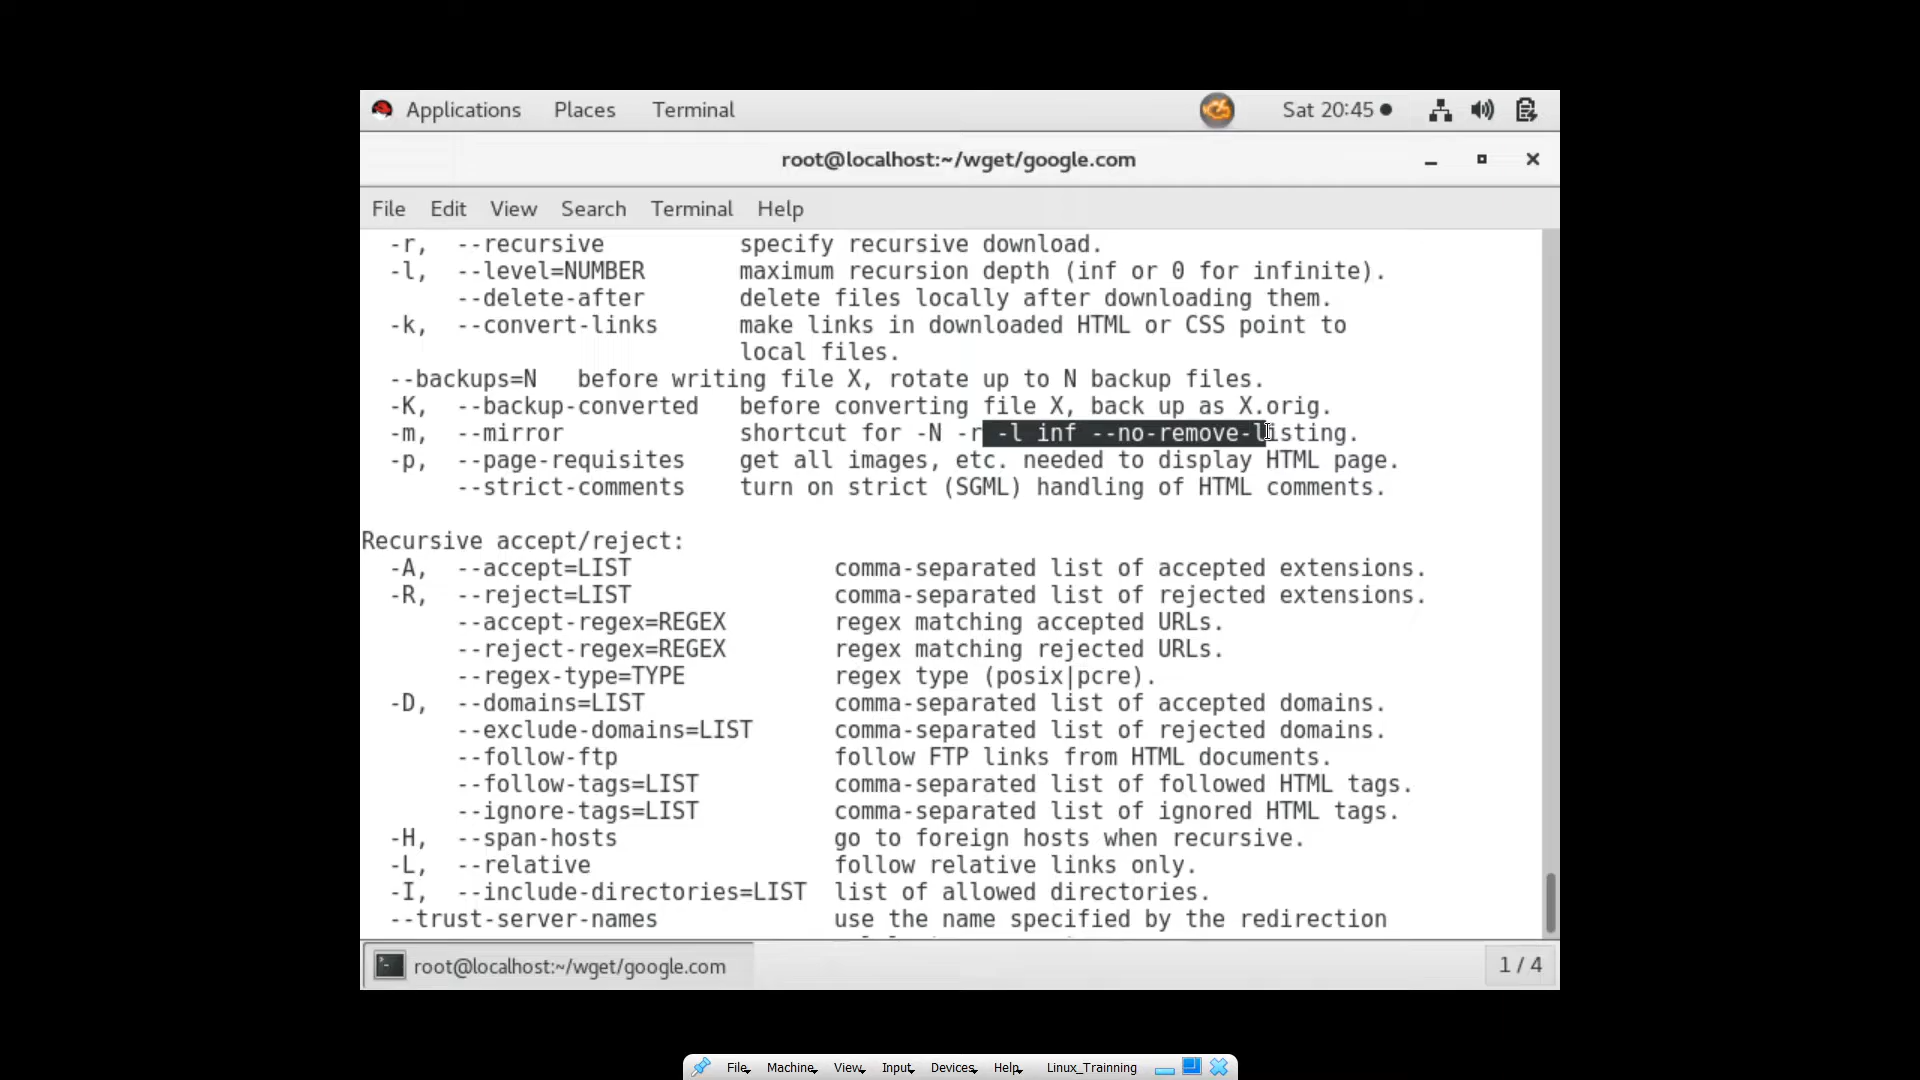 Applications Places Terminal Sat 20:45
root@localhost:~/wget/google.com
File Edit View Search Terminal Help
-r, --recursive specify recursive download.
-l, --level=NUMBER maximum recursion depth (inf or 0 for infinite).
--delete-after delete files locally after downloading them.
-k, --convert-links make links in downloaded HTML or CSS point to
local files.
--backups=N before writing file X, rotate up to N backup files.
-K, --backup-converted before converting file X, back up as X.orig.
-m, --mirror shortcut for -N -r -l inf --no-remove-listing.
-p, --page-requisites get all images, etc. needed to display HTML page.
--strict-comments turn on strict (SGML) handling of HTML comments.
Recursive accept/reject:
-A, --accept=LIST comma-separated list of accepted extensions.
-R, --reject=LIST comma-separated list of rejected extensions.
--accept-regex=REGEX regex matching accepted URLs.
--reject-regex=REGEX regex matching rejected URLs.
--regex-type=TYPE regex type (posix|pcre).
-D, --domains=LIST comma-separated list of accepted domains.
--exclude-domains=LIST comma-separated list of rejected domains.
--follow-ftp follow FTP links from HTML documents.
--follow-tags=LIST comma-separated list of followed HTML tags.
--ignore-tags=LIST comma-separated list of ignored HTML tags.
-H, --span-hosts go to foreign hosts when recursive.
-L, --relative follow relative links only.
-I, --include-directories=LIST list of allowed directories.
--trust-server-names use the name specified by the redirection
root@localhost:~/wget/google.com 1 / 4
File Machine View Input Devices Help Linux_Trainning